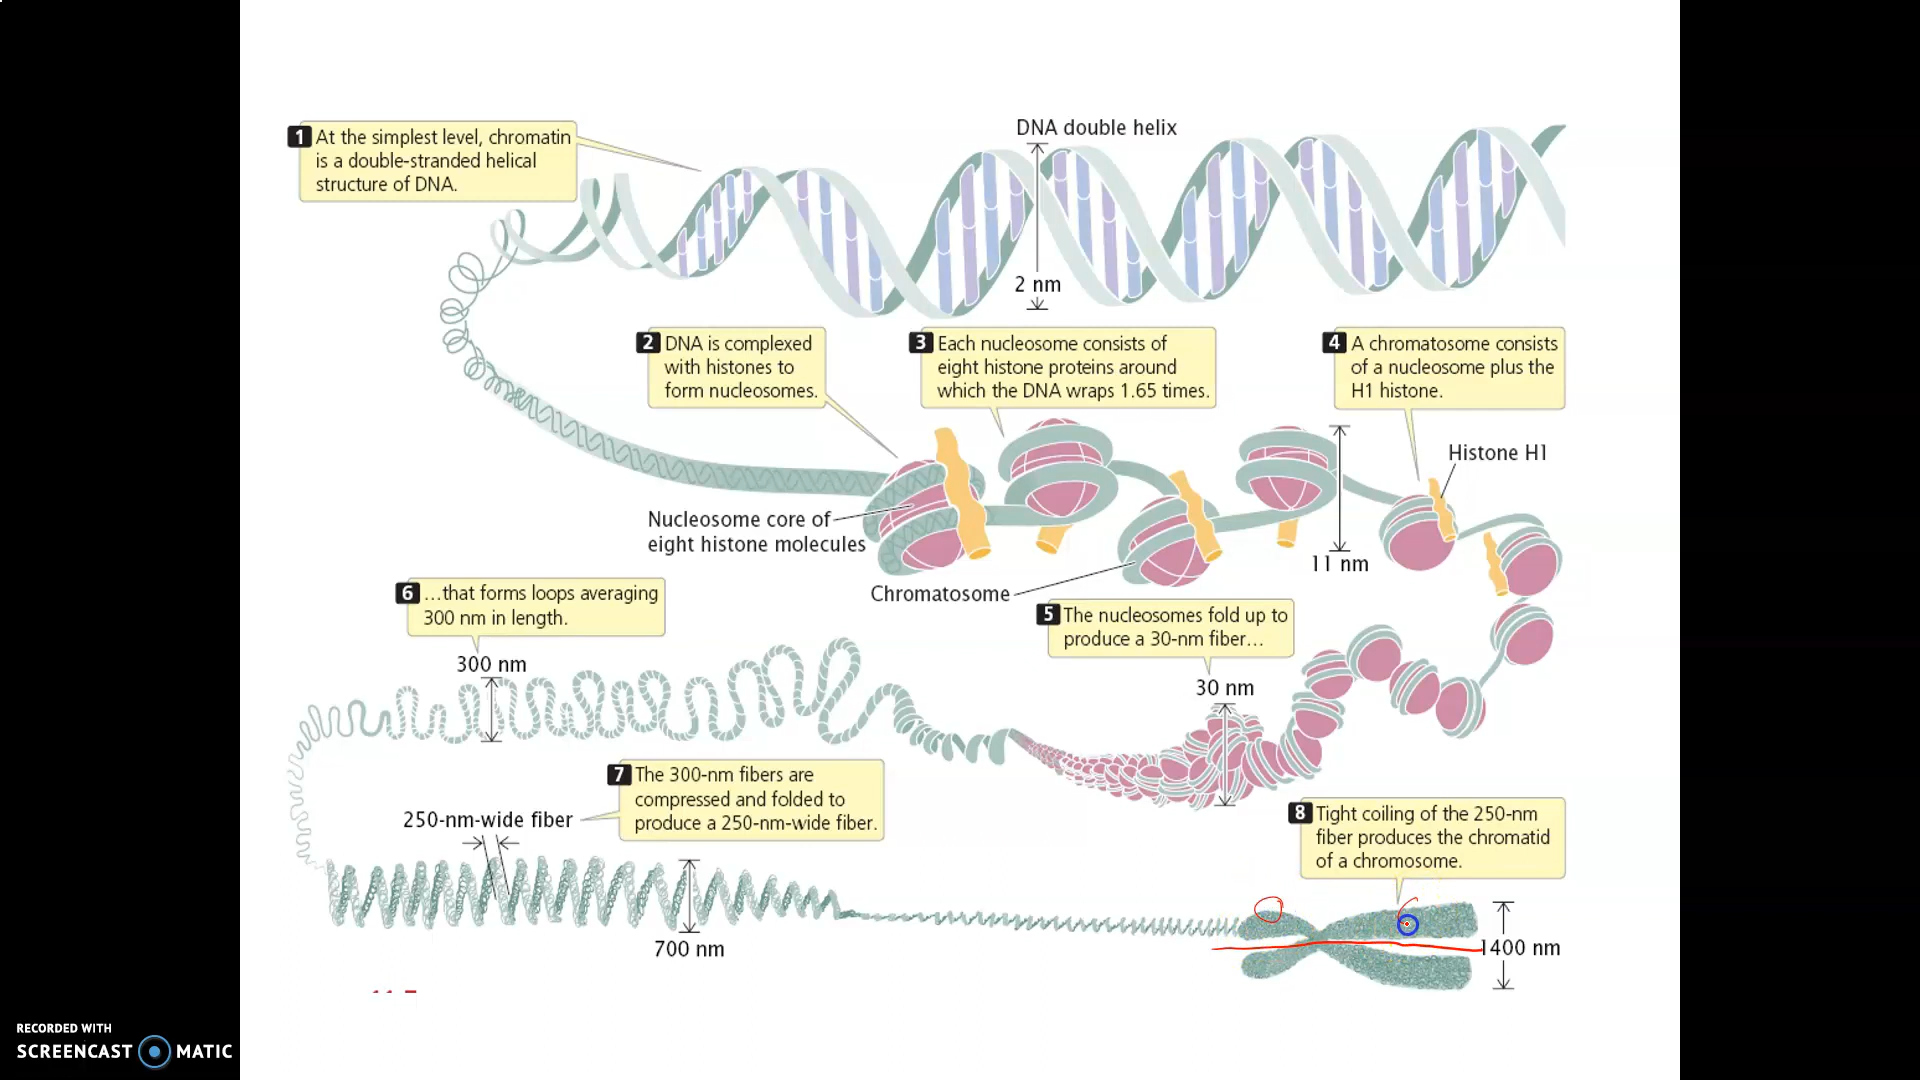 1 At the simplest level, chromatin
is a double-stranded helical
structure of DNA.
DNA double helix
2 nm
2 DNA is complexed
with histones to
form nucleosomes.
3 Each nucleosome consists of
eight histone proteins around
which the DNA wraps 1.65 times.
4 A chromatosome consists
of a nucleosome plus the
H1 histone.
Histone H1
Nucleosome core of
eight histone molecules
11 nm
Chromatosome
6 …that forms loops averaging
300 nm in length.
5 The nucleosomes fold up to
produce a 30-nm fiber…
300 nm
30 nm
7 The 300-nm fibers are
compressed and folded to
produce a 250-nm-wide fiber.
250-nm-wide fiber
8 Tight coiling of the 250-nm
fiber produces the chromatid
of a chromosome.
700 nm
1400 nm
RECORDED WITH
SCREENCAST MATIC